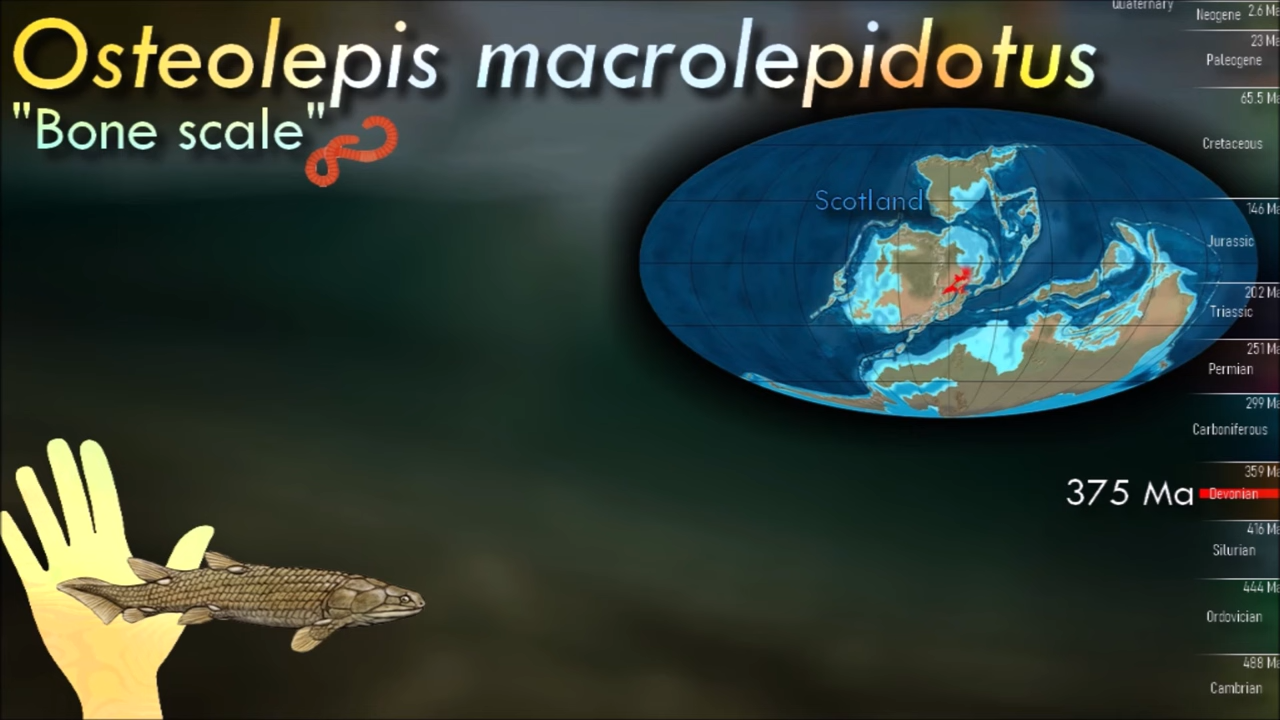 Osteolepis macrolepidotus
"Bone scale"
Scotland
375 Ma
Quaternary
2.6 Ma
Neogene
23 Ma
Paleogene
65.5 Ma
Cretaceous
146 Ma
Jurassic
202 Ma
Triassic
251 Ma
Permian
299 Ma
Carboniferous
359 Ma
Devonian
416 Ma
Silurian
444 Ma
Ordovician
488 Ma
Cambrian